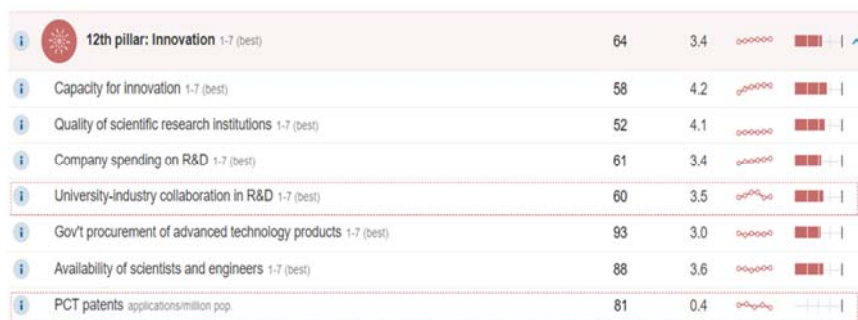 12th pillar: Innovation 1-7 (best) 64 3.4
Capacity for innovation 1-7 (best) 58 4.2
Quality of scientific research institutions 1-7 (best) 52 4.1
Company spending on R&D 1-7 (best) 61 3.4
University-industry collaboration in R&D 1-7 (best) 60 3.5
Gov't procurement of advanced technology products 1-7 (best) 93 3.0
Availability of scientists and engineers 1-7 (best) 88 3.6
PCT patents applications/million pop. 81 0.4